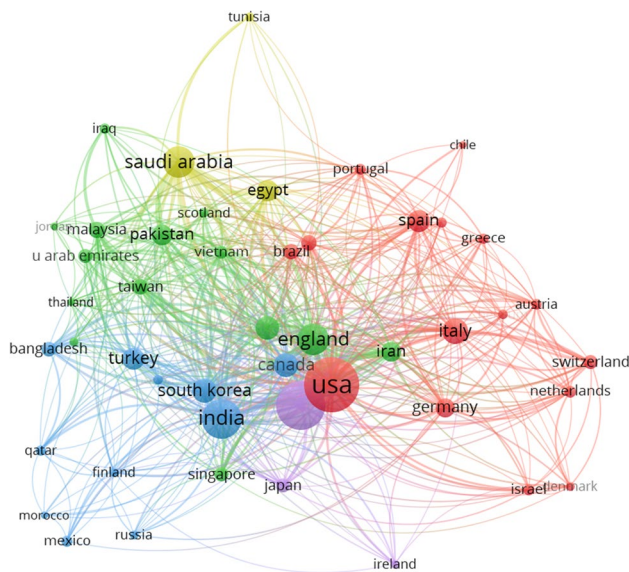 tunisia
iraq
saudi arabia
chile
portugal
egypt
scotland
spain
jordan
malaysia
pakistan
greece
vietnam
brazil
u arab emirates
taiwan
thailand
austria
england
italy
bangladesh
turkey
iran
canada
switzerland
usa
south korea
netherlands
germany
india
qatar
finland
singapore
japan
israel
denmark
morocco
russia
mexico
ireland